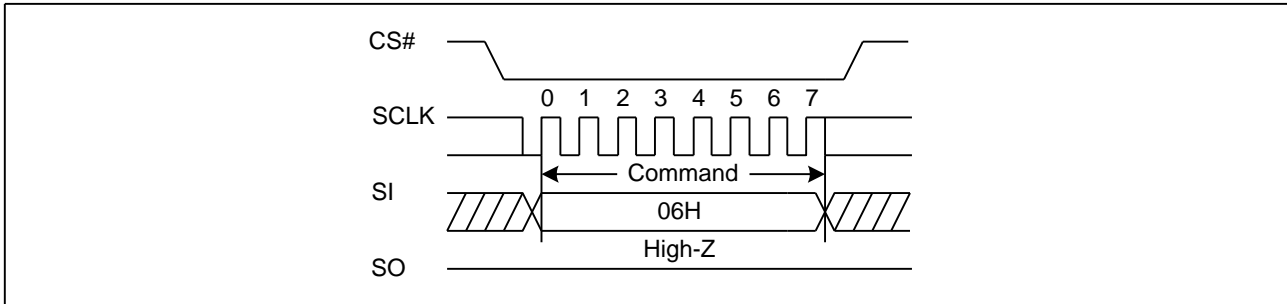 CS#
0 1 2 3 4 5 6 7
SCLK
Command
SI
06H
High-Z
SO